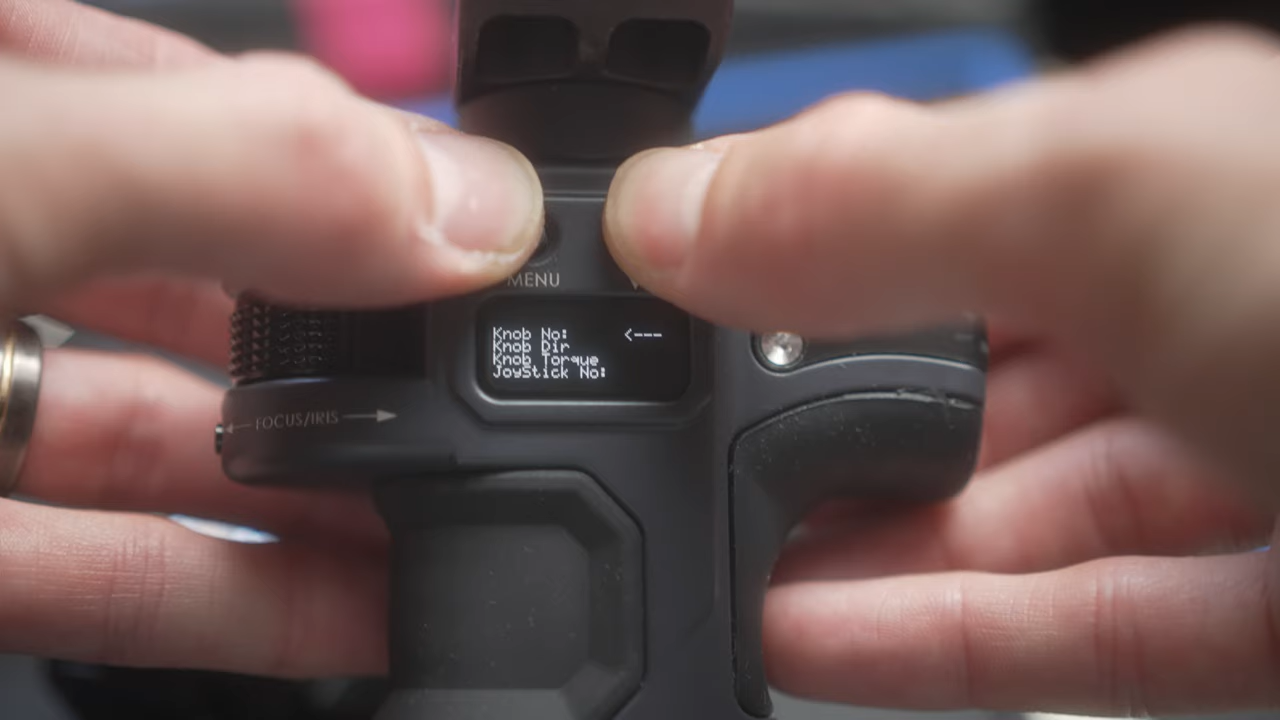 MENU
Knob No: <---
Knob Dir
Knob Torque
JoyStick No:
FOCUS/IRIS